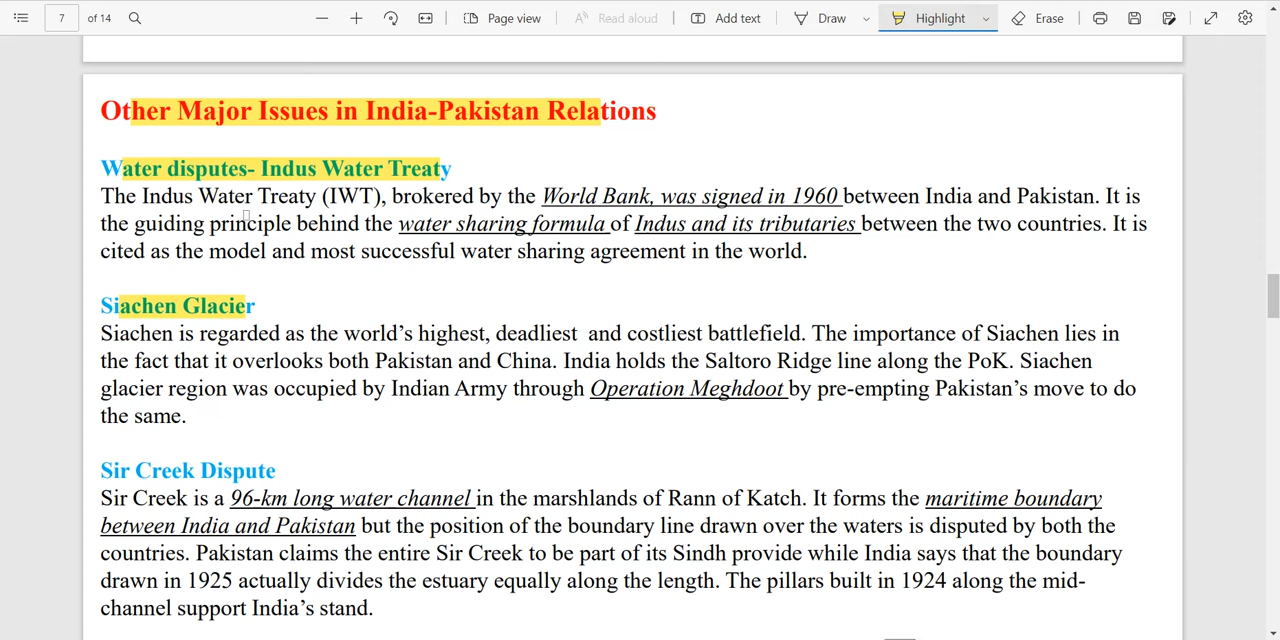 7 of 14 Page view Read aloud Add text Draw Highlight Erase
Other Major Issues in India-Pakistan Relations
Water disputes- Indus Water Treaty
The Indus Water Treaty (IWT), brokered by the World Bank, was signed in 1960 between India and Pakistan. It is
the guiding principle behind the water sharing formula of Indus and its tributaries between the two countries. It is
cited as the model and most successful water sharing agreement in the world.
Siachen Glacier
Siachen is regarded as the world’s highest, deadliest and costliest battlefield. The importance of Siachen lies in
the fact that it overlooks both Pakistan and China. India holds the Saltoro Ridge line along the PoK. Siachen
glacier region was occupied by Indian Army through Operation Meghdoot by pre-empting Pakistan’s move to do
the same.
Sir Creek Dispute
Sir Creek is a 96-km long water channel in the marshlands of Rann of Katch. It forms the maritime boundary
between India and Pakistan but the position of the boundary line drawn over the waters is disputed by both the
countries. Pakistan claims the entire Sir Creek to be part of its Sindh provide while India says that the boundary
drawn in 1925 actually divides the estuary equally along the length. The pillars built in 1924 along the mid-
channel support India’s stand.